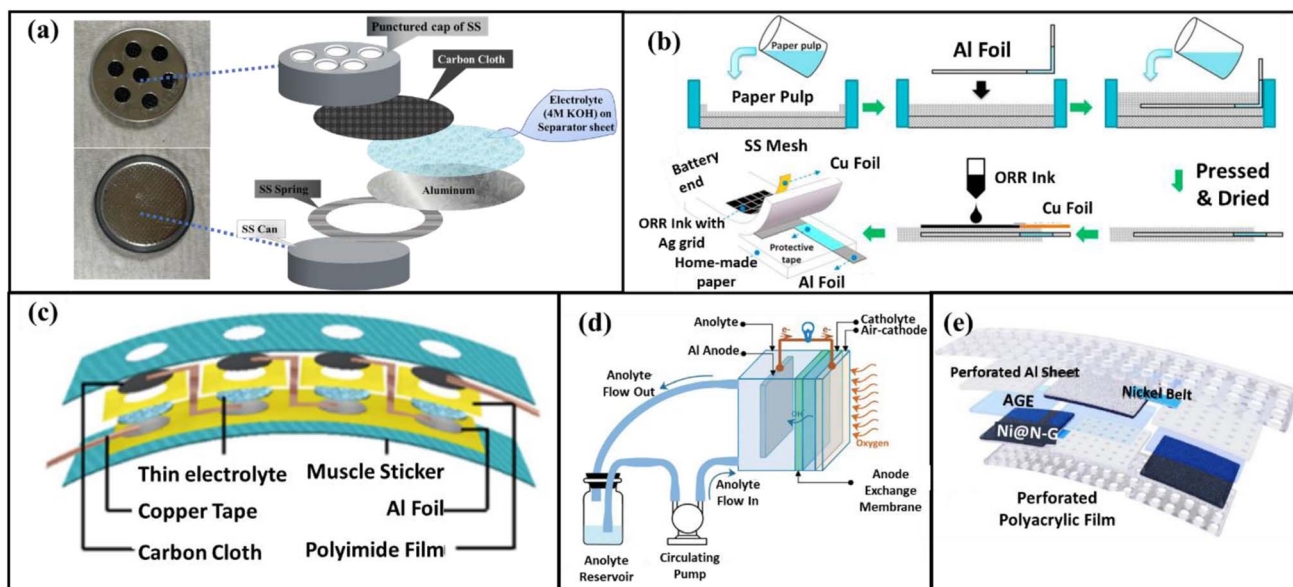 (a)
Punctured cap of SS
Carbon Cloth
Electrolyte
(4M KOH) on
Separator sheet
Aluminum
SS Spring
SS Can
(b)
Paper pulp
Paper pulp
Al Foil
Paper Pulp
SS Mesh
Battery
end
Cu Foil
ORR Ink
Pressed
& Dried
Cu Foil
ORR Ink with
Ag grid
Home-made
paper
Protective
tape
Al Foil
(c)
Thin electrolyte
Muscle Sticker
Copper Tape
Al Foil
Carbon Cloth
Polyimide Film
(d)
Anolyte
Catholyte
Air-cathode
Al Anode
Anolyte
Flow Out
OH
Oxygen
Anolyte
Flow In
Anode
Exchange
Membrane
Anolyte
Reservoir
Circulating
Pump
(e)
Perforated Al Sheet
Nickel Belt
AGE
Ni@N-G
Perforated
Polyacrylic Film